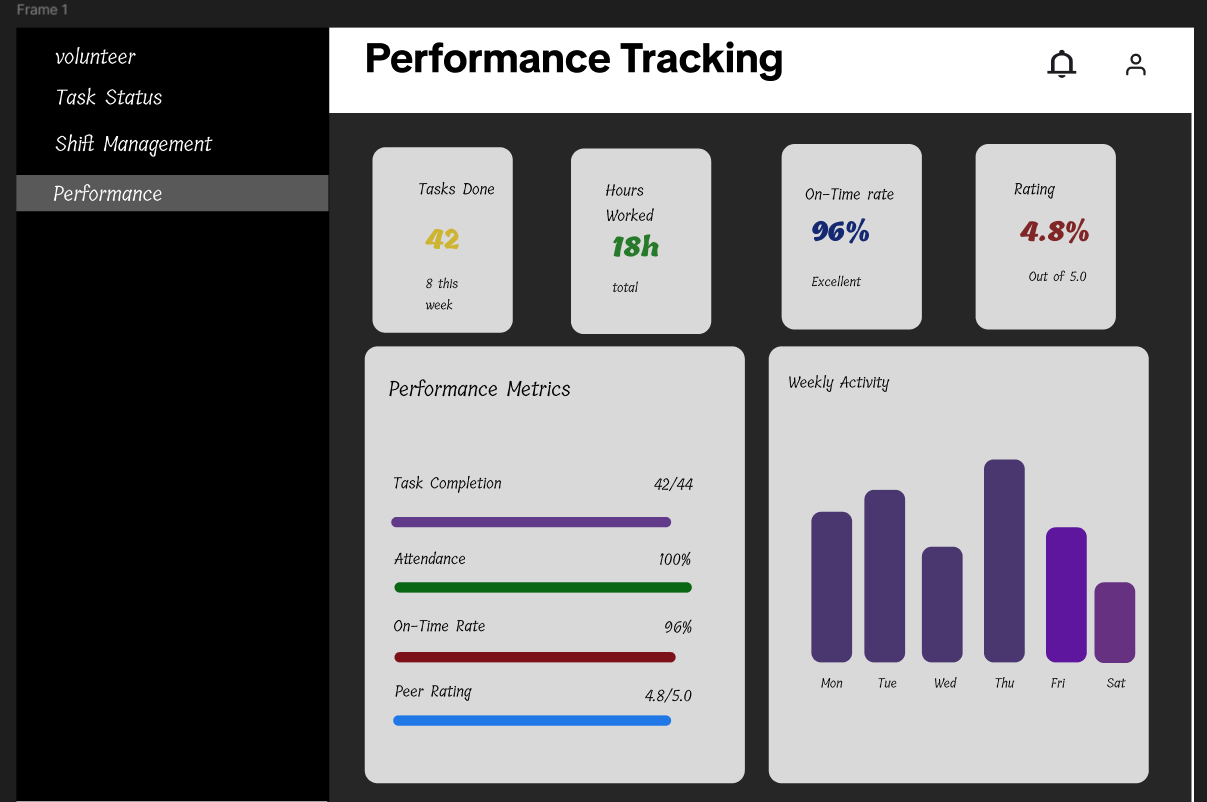 Frame 1
volunteer
Task Status
Shift Management
Performance
Performance Tracking
Tasks Done
42
8 this
week
Hours
Worked
18h
total
On-Time rate
96%
Excellent
Rating
4.8%
Out of 5.0
Performance Metrics
Task Completion 42/44
Attendance 100%
On-Time Rate 96%
Peer Rating 4.8/5.0
Weekly Activity
Mon Tue Wed Thu Fri Sat